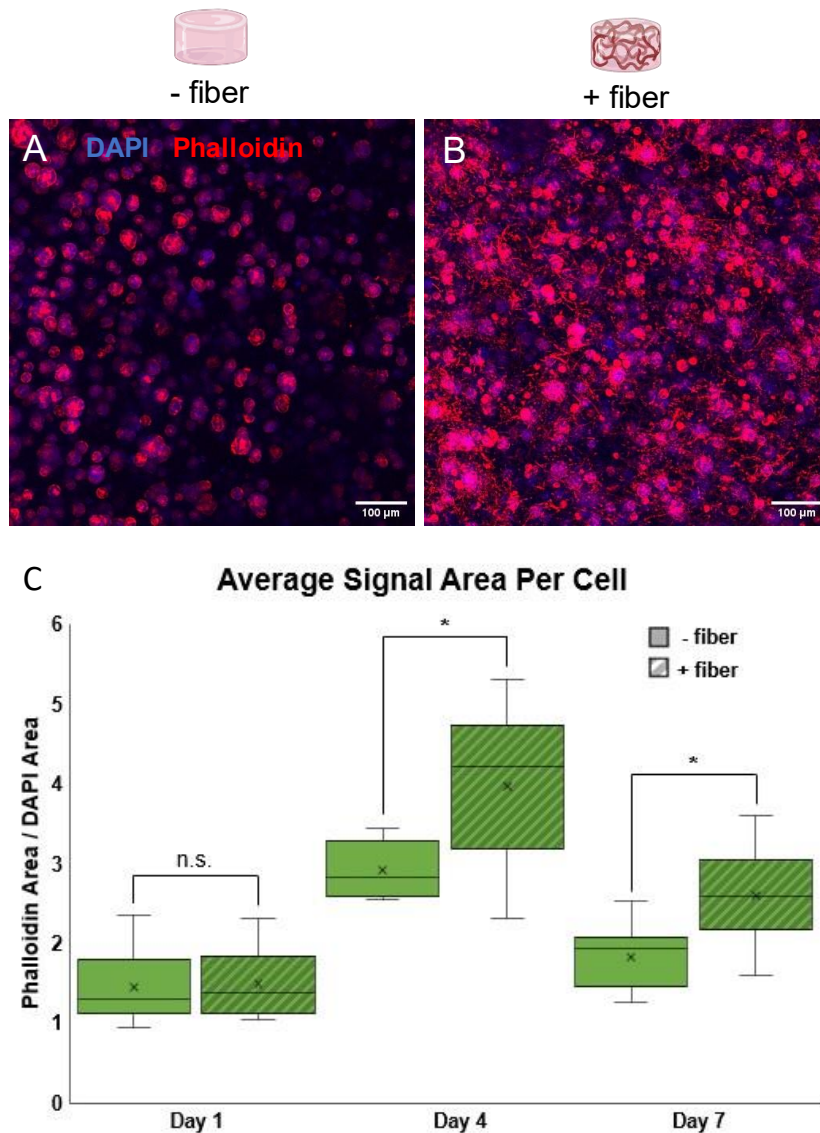 - fiber
+ fiber
A DAPI Phalloidin
B
100 µm
100 µm
C Average Signal Area Per Cell
Phalloidin Area / DAPI Area
6
5
4
3
2
1
0
- fiber
+ fiber
n.s.
*
*
Day 1 Day 4 Day 7